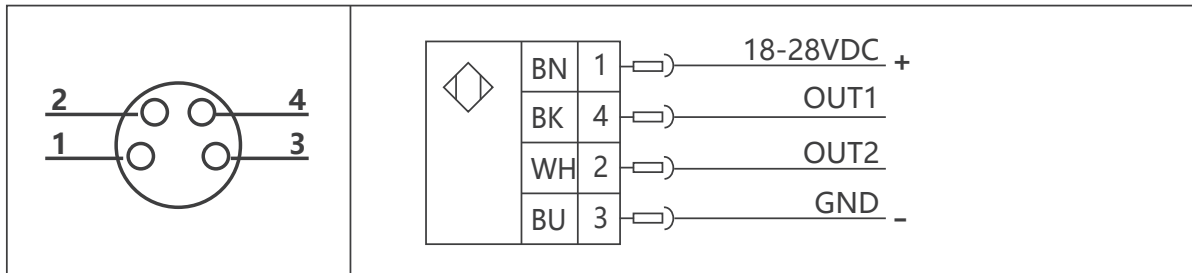 2 4
1 3
BN 1 18-28VDC +
BK 4 OUT1
WH 2 OUT2
BU 3 GND -